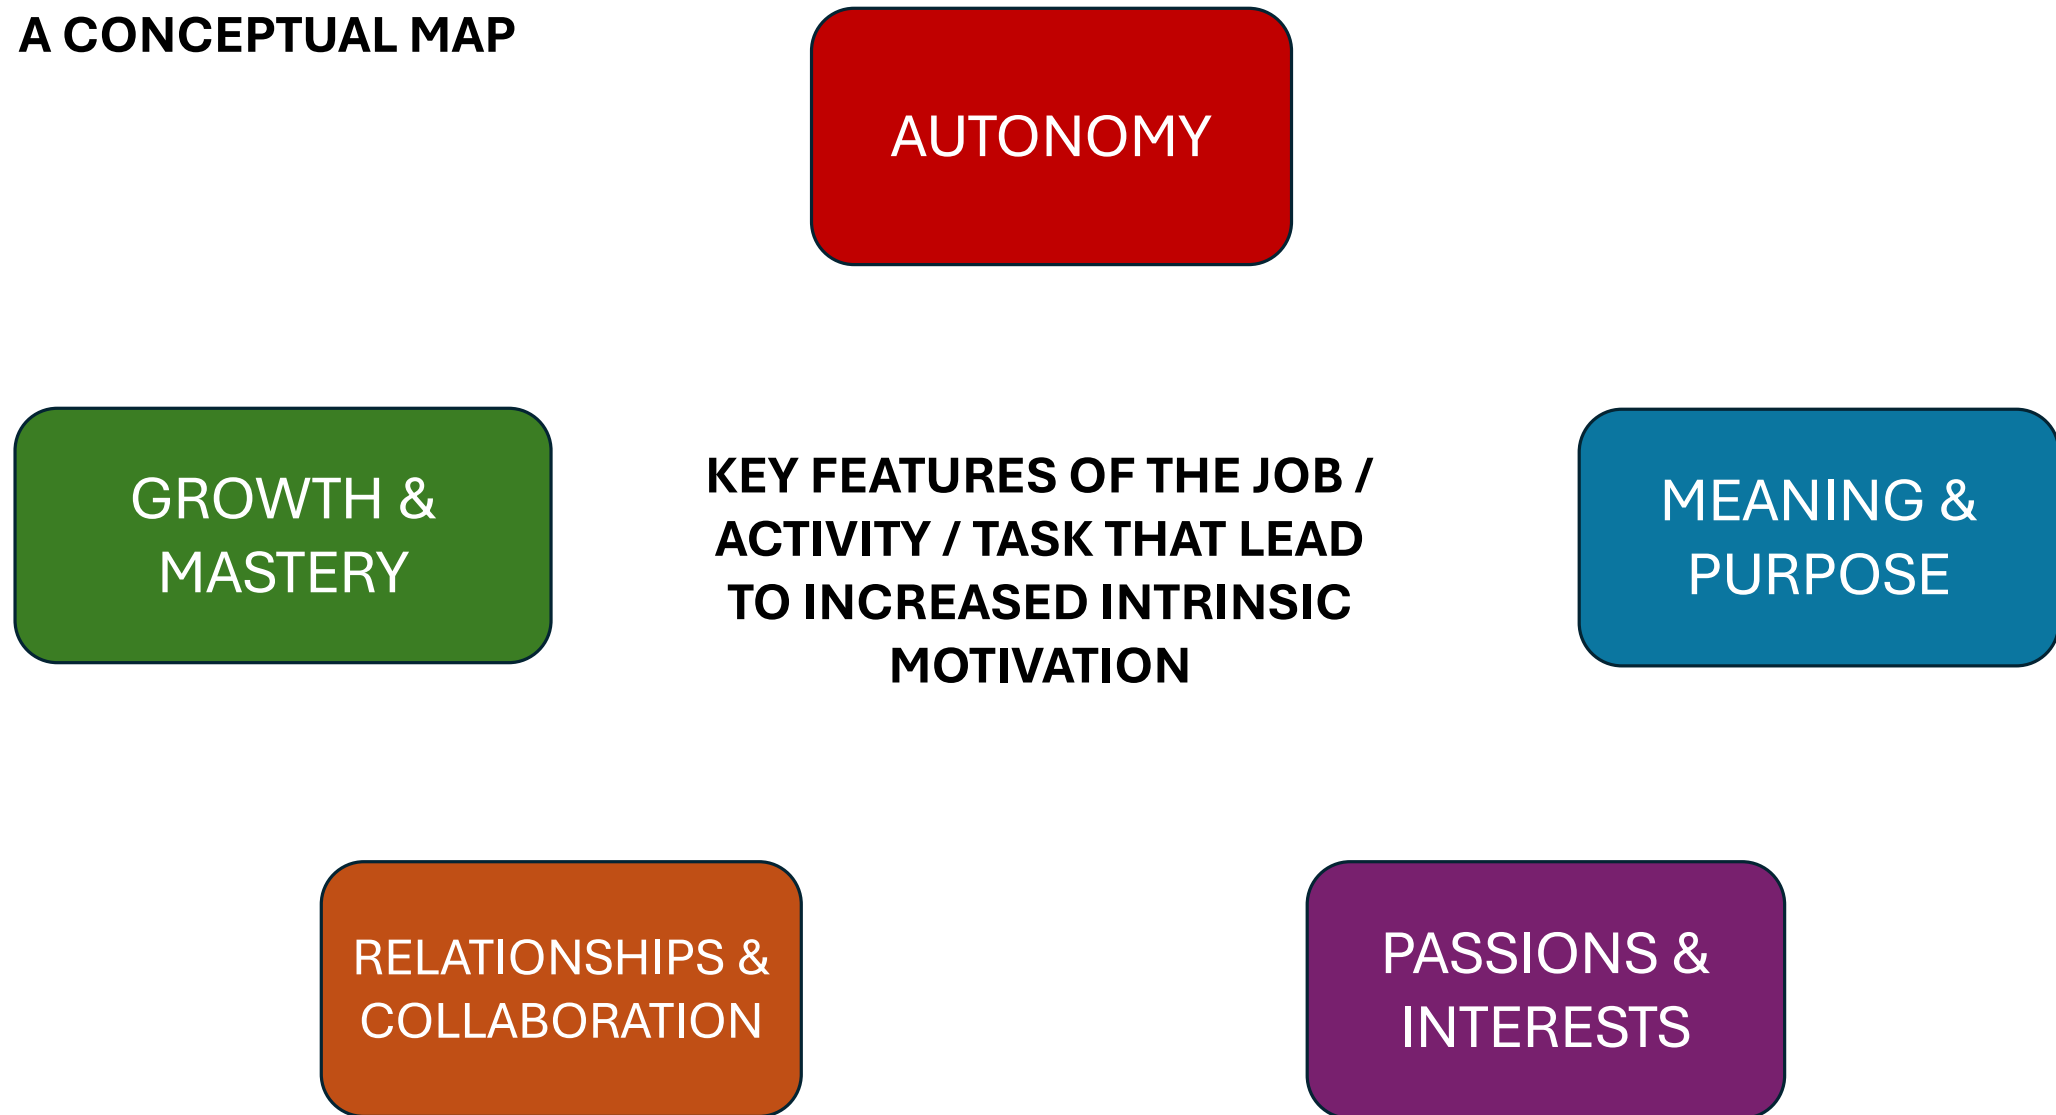 A CONCEPTUAL MAP
AUTONOMY
GROWTH &
MASTERY
KEY FEATURES OF THE JOB /
ACTIVITY / TASK THAT LEAD
TO INCREASED INTRINSIC
MOTIVATION
MEANING &
PURPOSE
RELATIONSHIPS &
COLLABORATION
PASSIONS &
INTERESTS